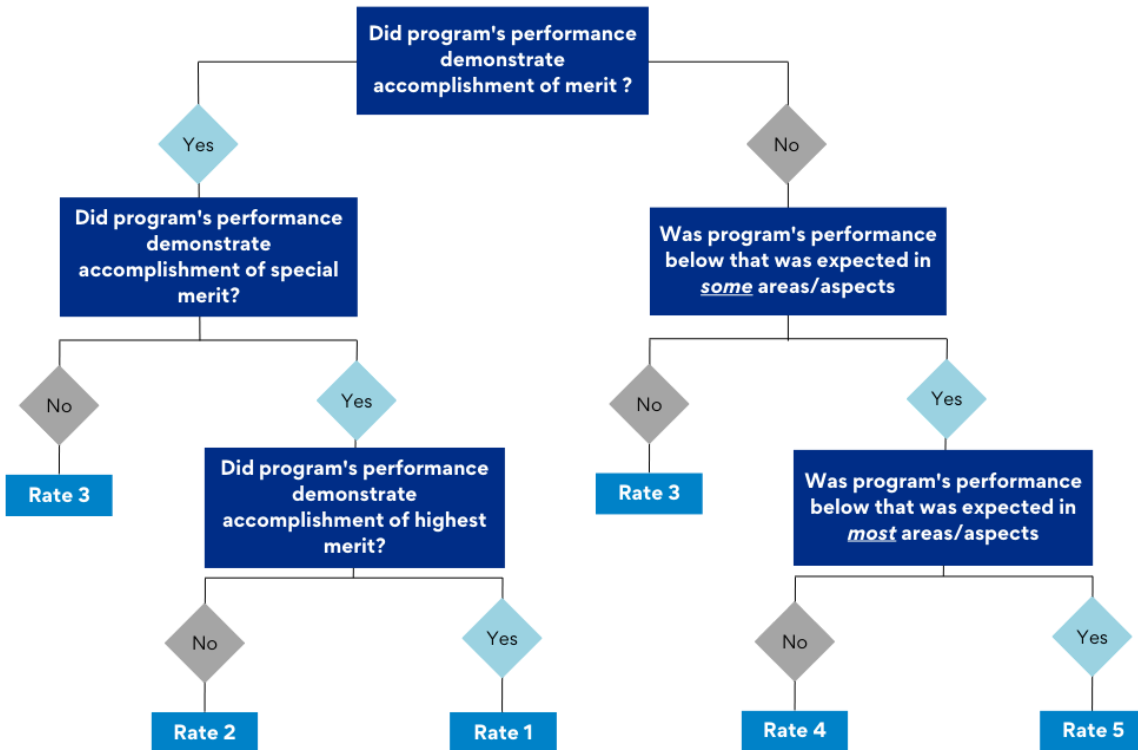 Did program's performance
demonstrate
accomplishment of merit ?
Yes
No
Did program's performance
demonstrate
accomplishment of special
merit?
Was program's performance
below that was expected in
some areas/aspects
No
Yes
No
Yes
Rate 3
Did program's performance
demonstrate
accomplishment of highest
merit?
Rate 3
Was program's performance
below that was expected in
most areas/aspects
No
Yes
No
Yes
Rate 2
Rate 1
Rate 4
Rate 5